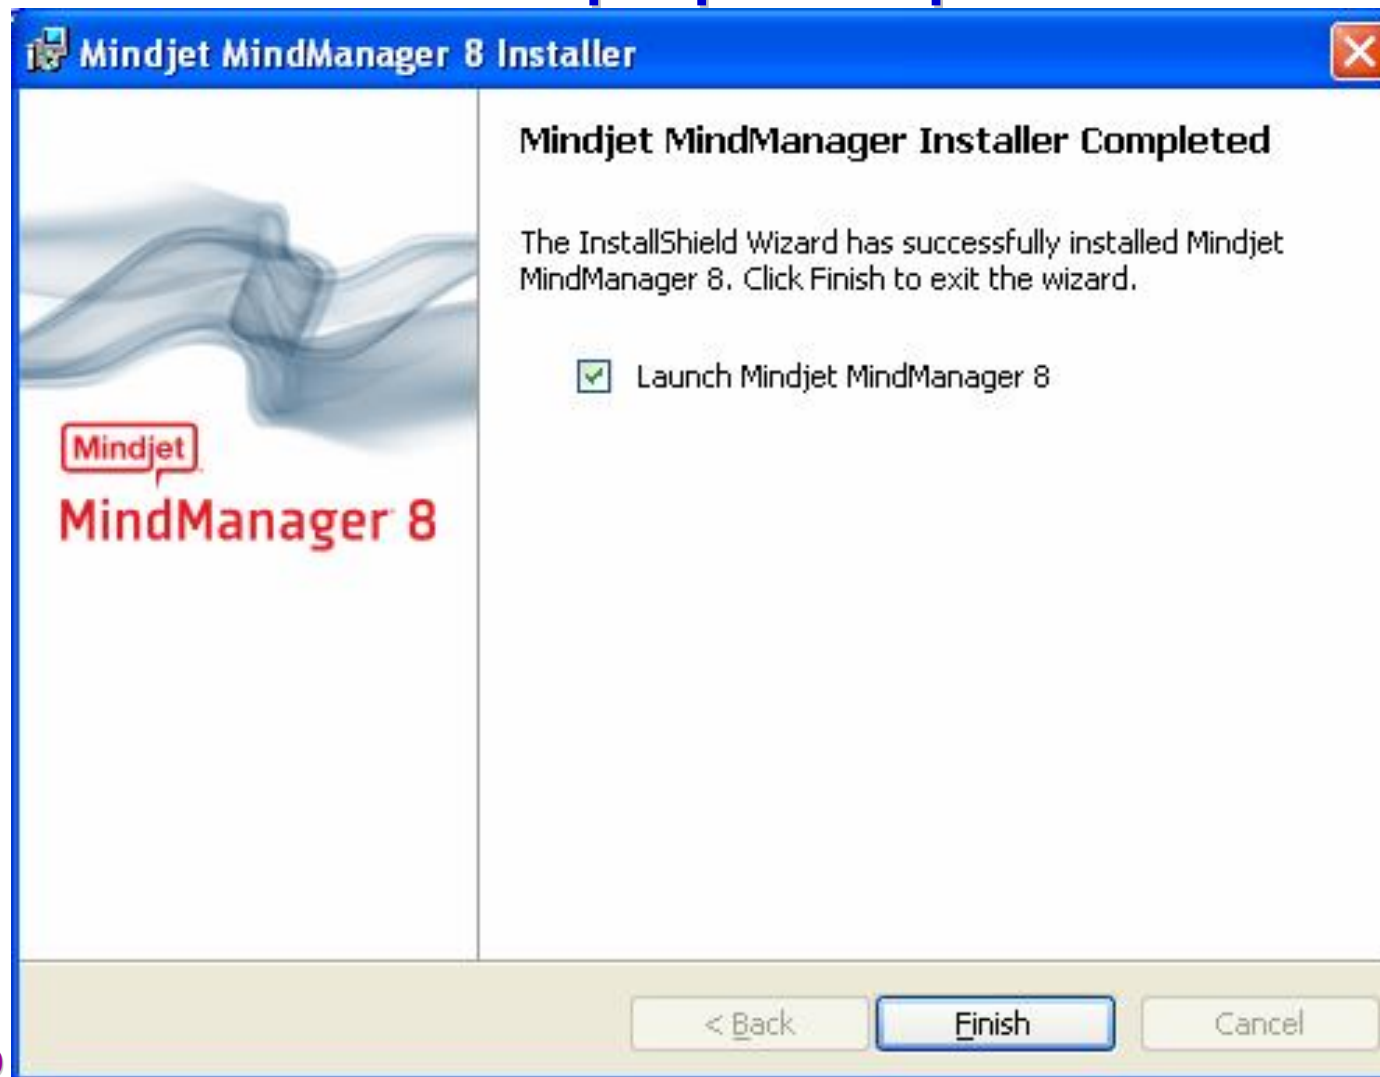 Mindjet MindManager 8 Installer
Mindjet MindManager Installer Completed
The InstallShield Wizard has successfully installed Mindjet
MindManager 8. Click Finish to exit the wizard.
Launch Mindjet MindManager 8
Mindjet
MindManager 8
< Back
Finish
Cancel